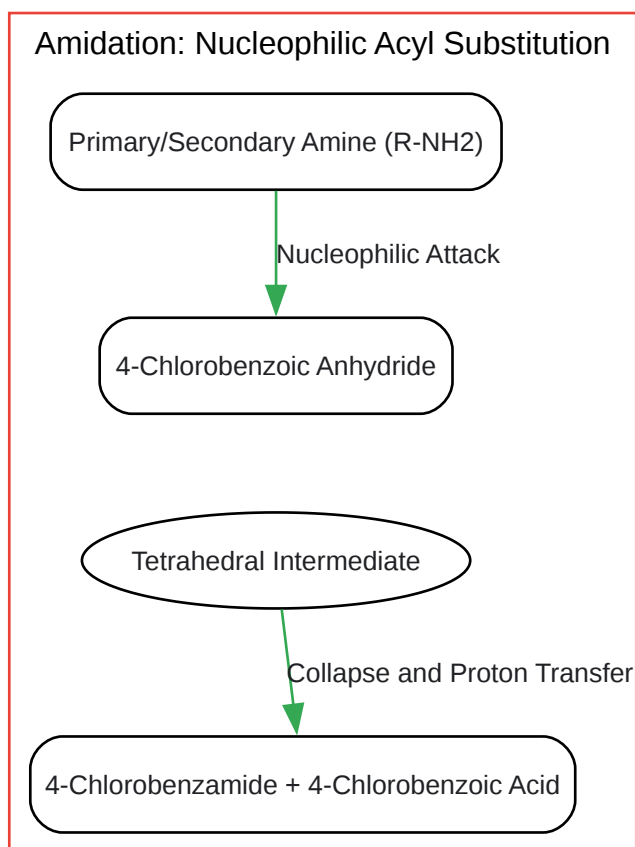 Amidation: Nucleophilic Acyl Substitution
Primary/Secondary Amine (R-NH2)
Nucleophilic Attack
4-Chlorobenzoic Anhydride
Tetrahedral Intermediate
Collapse and Proton Transfer
4-Chlorobenzamide + 4-Chlorobenzoic Acid